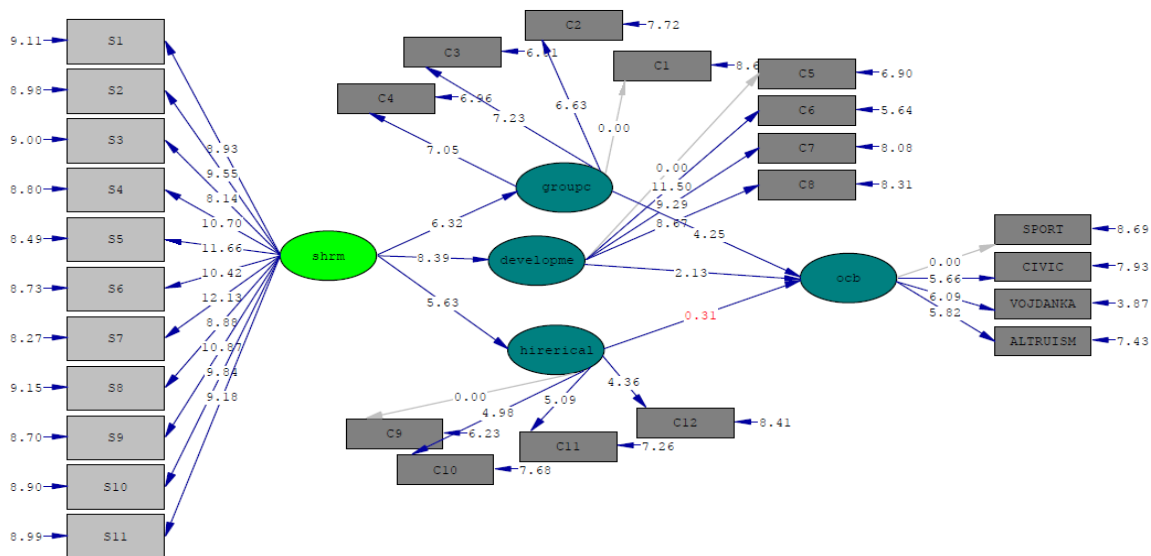 C2 7.72
9.11 S1
C3 6.
C1 8.6
C5 6.90
8.98 S2
C4 6.96
6.63
C6 5.64
7.23
0.00
9.00 S3
7.05
C7 8.08
8.93
0.00
9.55
8.80 S4
8.14
groupc
11.50
C8 8.31
10.70
9.29
8.67
6.32
4.25
SPORT 8.69
8.49 S5
11.66
shrm
8.39
developme
0.00
CIVIC 7.93
10.42
2.13
ocb
5.66
8.73 S6
12.13
5.63
6.09
VOJDANKA 3.87
8.88
0.31
5.82
8.27 S7
10.87
hirerical
ALTRUISM 7.43
9.84
9.18
4.36
9.15 S8
0.00
4.98
5.09
C12 8.41
8.70 S9
C9 6.23
C11 7.26
C10 7.68
8.90 S10
8.99 S11